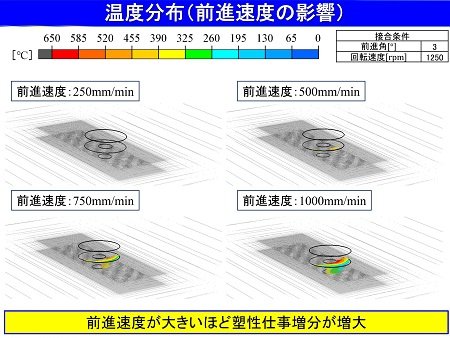 温度分布(前進速度の影響)
650 585 520 455 390 325 260 195 130 65 0
[℃]
接合条件
前進角[°] 3
回転速度[rpm] 1250
前進速度:250mm/min
前進速度:500mm/min
前進速度:750mm/min
前進速度:1000mm/min
前進速度が大きいほど塑性仕事増分が増大